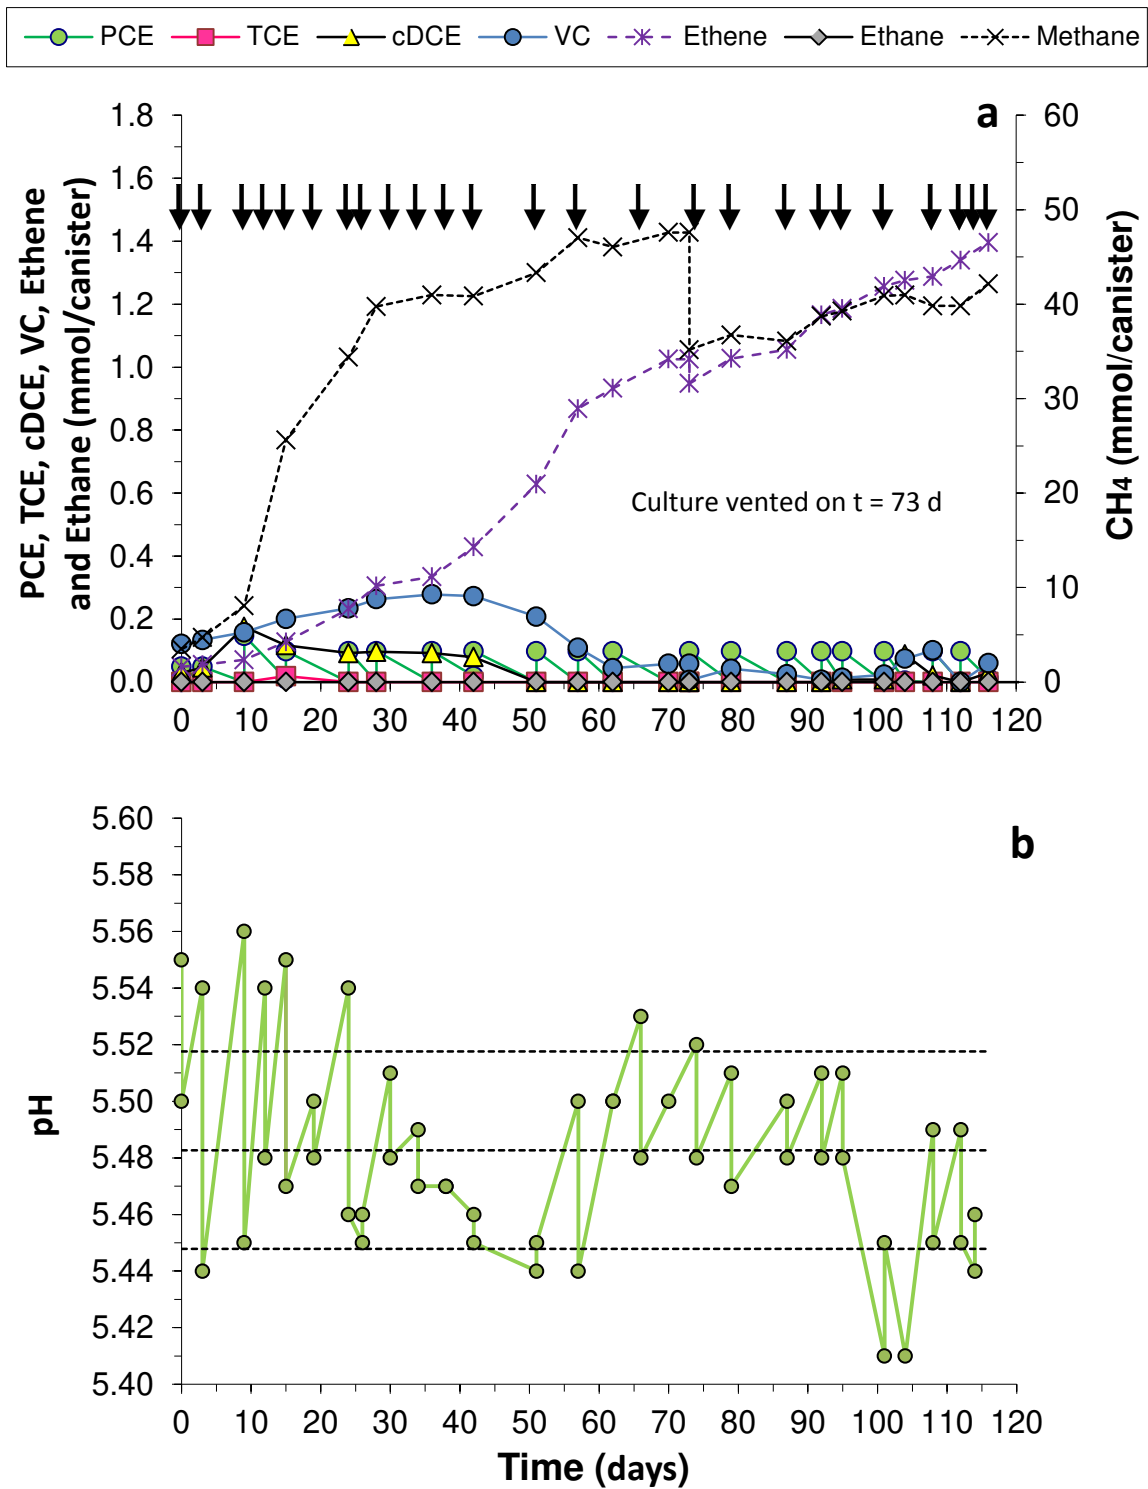 PCE TCE cDCE VC Ethene Ethane Methane
a
1.8 60
1.6
50
1.4
1.2 40
1.0
30
0.8
0.6 20
0.4
10
0.2
0.0 0
PCE, TCE, cDCE, VC, Ethene
and Ethane (mmol/canister)
CH4 (mmol/canister)
Culture vented on t = 73 d
0 10 20 30 40 50 60 70 80 90 100 110 120
b
5.60
5.58
5.56
5.54
5.52
5.50
5.48
5.46
5.44
5.42
5.40
pH
0 10 20 30 40 50 60 70 80 90 100 110 120
Time (days)